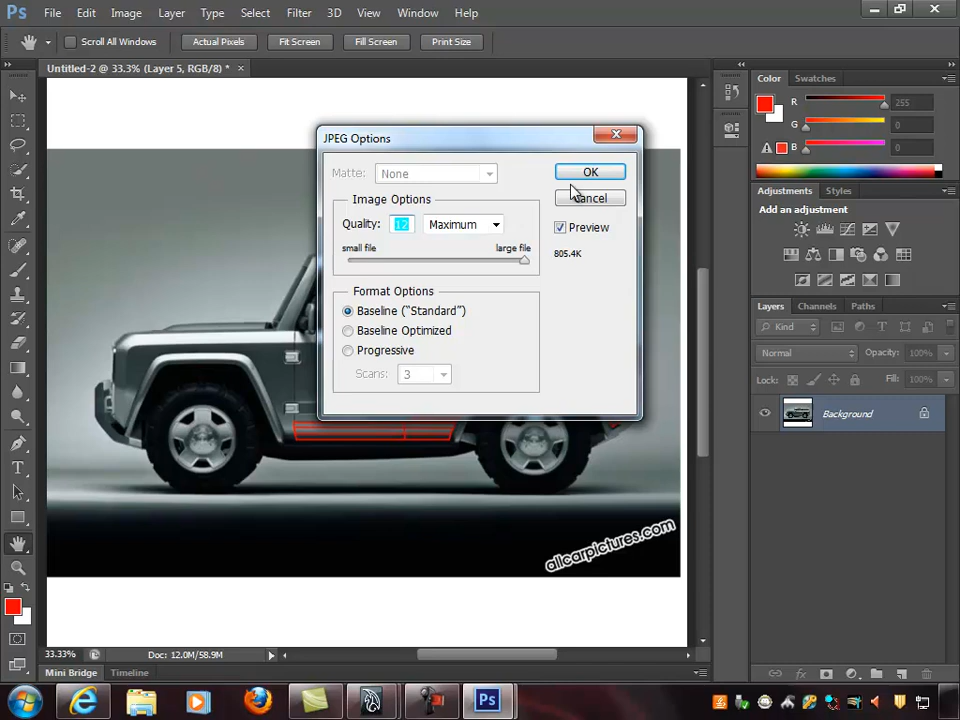 Ps File Edit Image Layer Type Select Filter 3D View Window Help
Scroll All Windows Actual Pixels Fit Screen Fill Screen Print Size
Untitled-2 @ 33.3% (Layer 5, RGB/8) * ×
Color Swatches
R 255
G 0
B 0
JPEG Options
Matte: None
OK
Cancel
Image Options
Quality: 12 Maximum
Preview
small file large file
805.4K
Format Options
Baseline ("Standard")
Baseline Optimized
Progressive
Scans: 3
Adjustments Styles
Add an adjustment
Layers Channels Paths
Kind
Normal Opacity: 100%
Lock: Fill: 100%
Background
allcarpictures.com
33.33% Doc: 12.0M/58.9M
Mini Bridge Timeline
Ps